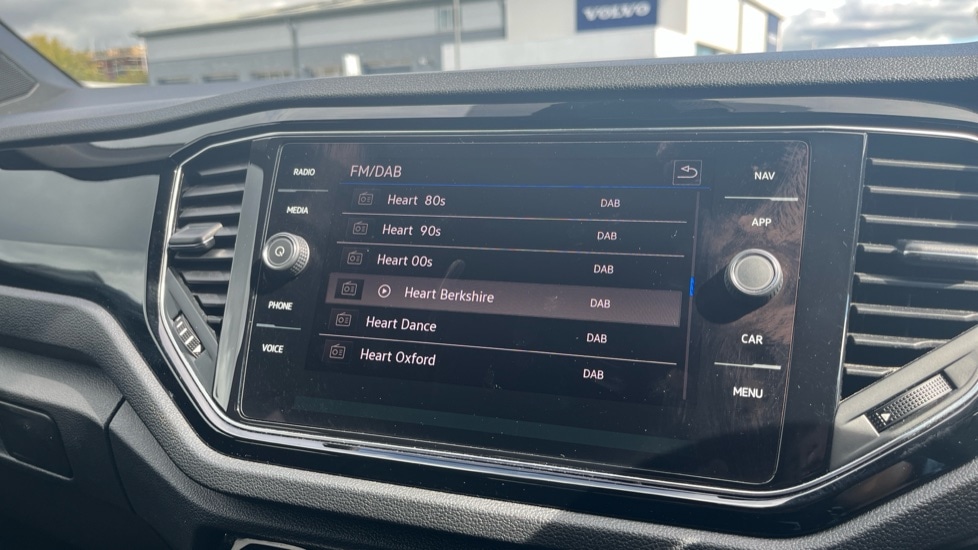 VOLVO
RADIO
MEDIA
PHONE
VOICE
FM/DAB
Heart 80s DAB
Heart 90s DAB
Heart 00s DAB
Heart Berkshire DAB
Heart Dance DAB
Heart Oxford DAB
NAV
APP
CAR
MENU